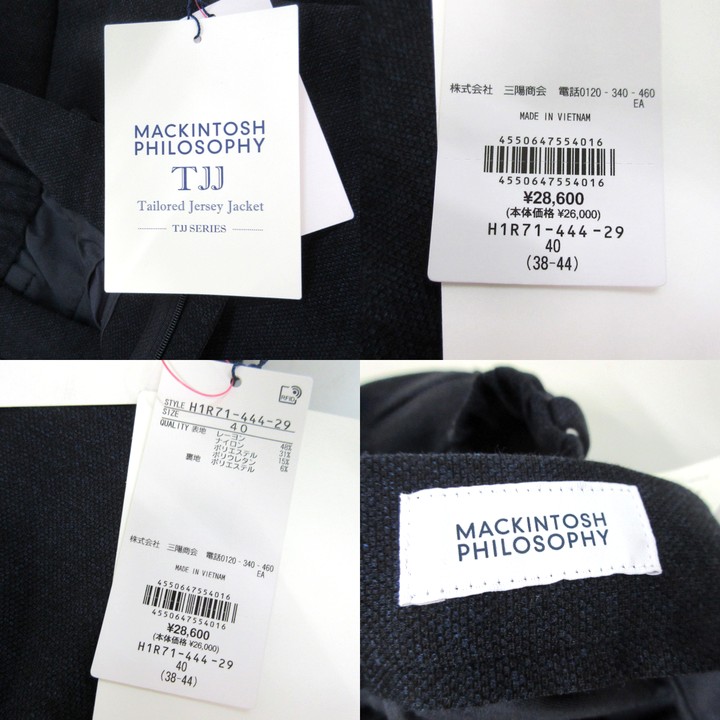 MACKINTOSH
PHILOSOPHY
TJJ
Tailored Jersey Jacket
TJJ SERIES
株式会社 三陽商会 電話0120-340-460
EA
MADE IN VIETNAM
4550647554016
4550647554016
¥28,600
(本体価格 ¥26,000)
H1R71-444-29
40
(38-44)
RFID
STYLE H1R71-444-29
SIZE 40
QUALITY 表地 レーヨン 48%
ナイロン 31%
ポリエステル 15%
ポリウレタン 6%
裏地 ポリエステル
株式会社 三陽商会 電話0120-340-460
EA
MADE IN VIETNAM
4550647554016
4550647554016
¥28,600
(本体価格 ¥26,000)
H1R71-444-29
40
(38-44)
MACKINTOSH
PHILOSOPHY